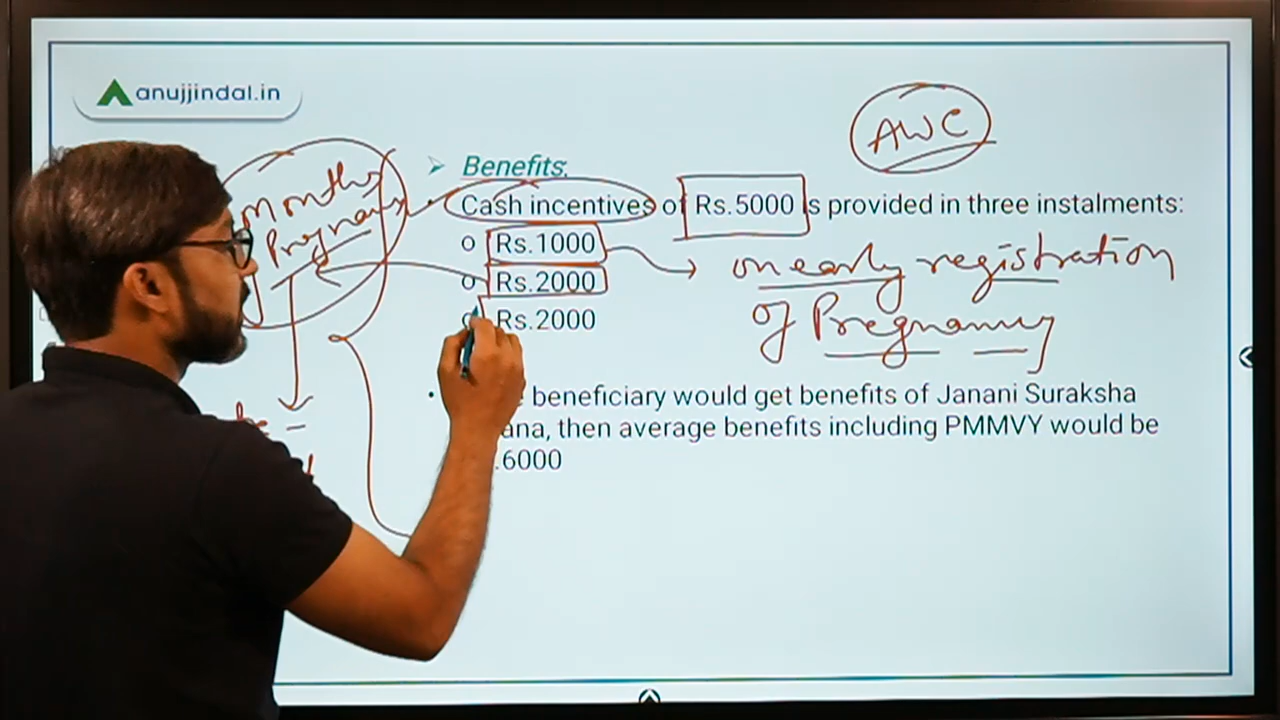 anujjindal.in
AWC
months
Pregnancy
Benefits:
Cash incentives of Rs.5000 is provided in three instalments:
o Rs.1000
on early registration
of Pregnancy
o Rs.2000
Rs.2000
beneficiary would get benefits of Janani Suraksha
ana, then average benefits including PMMVY would be
.6000